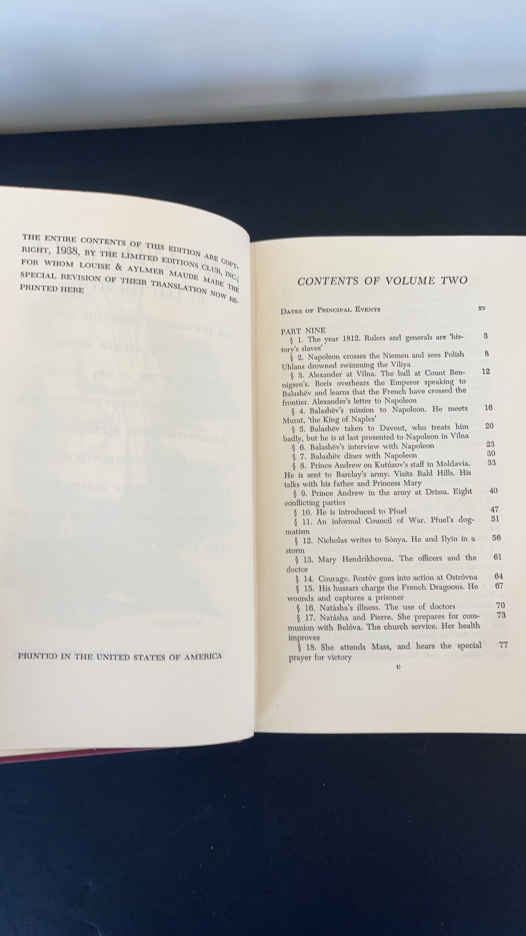 THE ENTIRE CONTENTS OF THIS EDITION ARE COPY-
RIGHT, 1938, BY THE LIMITED EDITIONS CLUB, INC.,
FOR WHOM LOUISE & AYLMER MAUDE MADE THE
SPECIAL REVISION OF THEIR TRANSLATION NOW RE-
PRINTED HERE
PRINTED IN THE UNITED STATES OF AMERICA
CONTENTS OF VOLUME TWO
DATES OF PRINCIPAL EVENTS xv
PART NINE
§ 1. The year 1812. Rulers and generals are 'his- 3
tory's slaves'
§ 2. Napoleon crosses the Niemen and sees Polish 8
Uhlans drowned swimming the Víliya
§ 3. Alexander at Vílna. The ball at Count Ben- 12
nigsen's. Borís overhears the Emperor speaking to
Balashëv and learns that the French have crossed the
frontier. Alexander's letter to Napoleon
§ 4. Balashëv's mission to Napoleon. He meets 16
Murat, 'the King of Naples'
§ 5. Balashëv taken to Davout, who treats him 20
badly, but he is at last presented to Napoleon in Vílna
§ 6. Balashëv's interview with Napoleon 23
§ 7. Balashëv dines with Napoleon 30
§ 8. Prince Andrew on Kutúzov's staff in Moldavia. 33
He is sent to Barclay's army. Visits Bald Hills. His
talks with his father and Princess Mary
§ 9. Prince Andrew in the army at Drissa. Eight 40
conflicting parties
§ 10. He is introduced to Pfuel 47
§ 11. An informal Council of War. Pfuel's dog- 51
matism
§ 12. Nicholas writes to Sónya. He and Ilyín in a 56
storm
§ 13. Mary Hendríkhovna. The officers and the 61
doctor
§ 14. Courage. Rostóv goes into action at Ostróvna 64
§ 15. His hussars charge the French Dragoons. He 67
wounds and captures a prisoner
§ 16. Natásha's illness. The use of doctors 70
§ 17. Natásha and Pierre. She prepares for com- 73
munion with Belóva. The church service. Her health
improves
§ 18. She attends Mass, and hears the special 77
prayer for victory
v